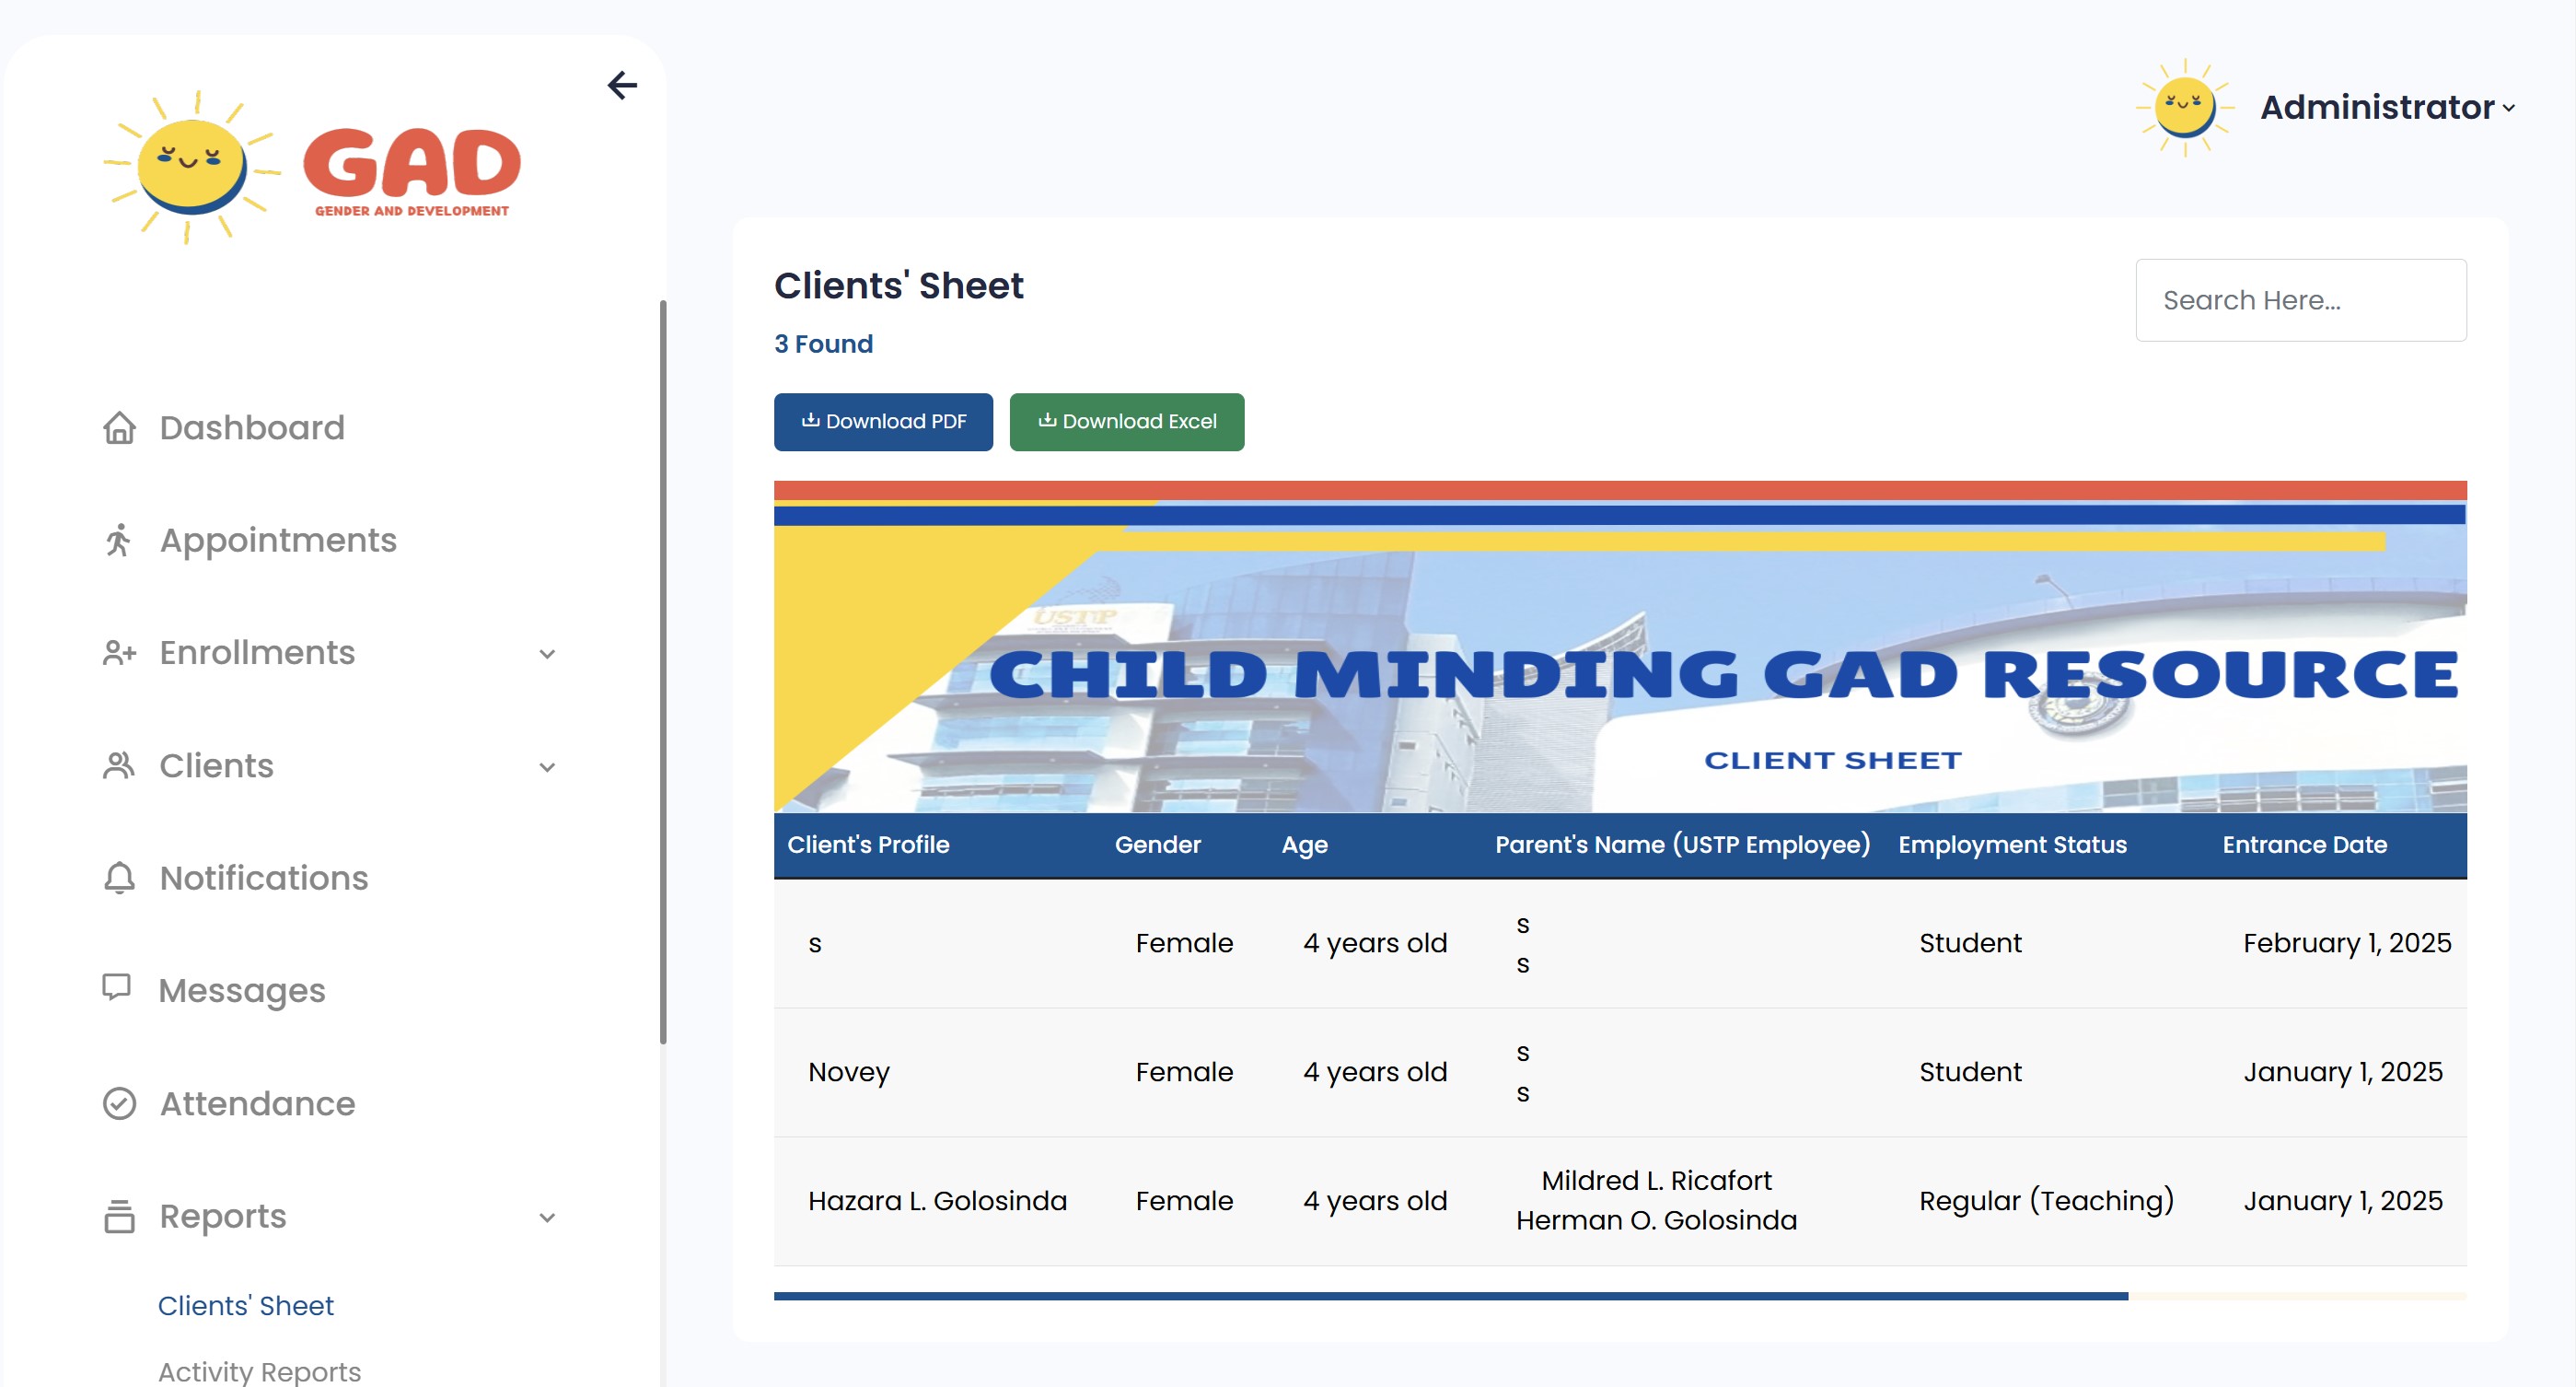 GAD
GENDER AND DEVELOPMENT
Administrator
Dashboard
Appointments
Enrollments
Clients
Notifications
Messages
Attendance
Reports
Clients' Sheet
Activity Reports
Clients' Sheet
3 Found
Search Here...
Download PDF Download Excel
USTP
CHILD MINDING GAD RESOURCE
CLIENT SHEET
Client's Profile Gender Age Parent's Name (USTP Employee) Employment Status Entrance Date
s Female 4 years old s s Student February 1, 2025
Novey Female 4 years old s s Student January 1, 2025
Hazara L. Golosinda Female 4 years old Mildred L. Ricafort Herman O. Golosinda Regular (Teaching) January 1, 2025